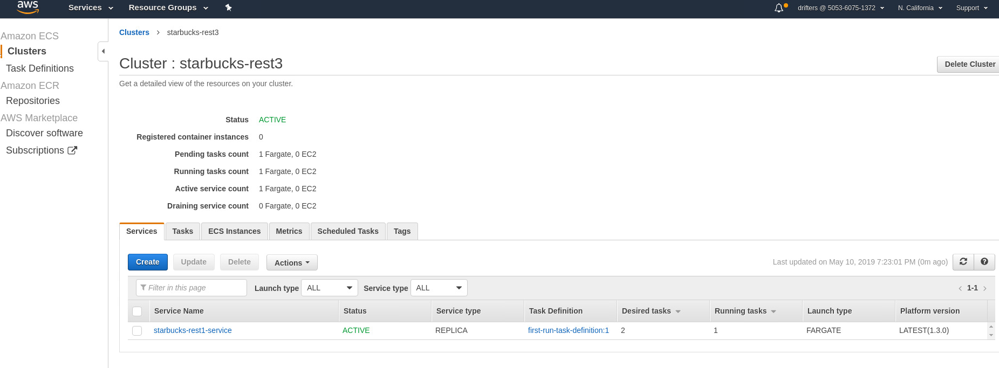 aws Services Resource Groups drifters @ 5053-6075-1372 N. California Support
Amazon ECS
Clusters
Task Definitions
Amazon ECR
Repositories
AWS Marketplace
Discover software
Subscriptions
Clusters > starbucks-rest3
Cluster : starbucks-rest3
Delete Cluster
Get a detailed view of the resources on your cluster.
Status ACTIVE
Registered container instances 0
Pending tasks count 1 Fargate, 0 EC2
Running tasks count 1 Fargate, 0 EC2
Active service count 1 Fargate, 0 EC2
Draining service count 0 Fargate, 0 EC2
Services Tasks ECS Instances Metrics Scheduled Tasks Tags
Create Update Delete Actions Last updated on May 10, 2019 7:23:01 PM (0m ago)
Filter in this page Launch type ALL Service type ALL < 1-1 >
Service Name Status Service type Task Definition Desired tasks Running tasks Launch type Platform version
starbucks-rest1-service ACTIVE REPLICA first-run-task-definition:1 2 1 FARGATE LATEST(1.3.0)